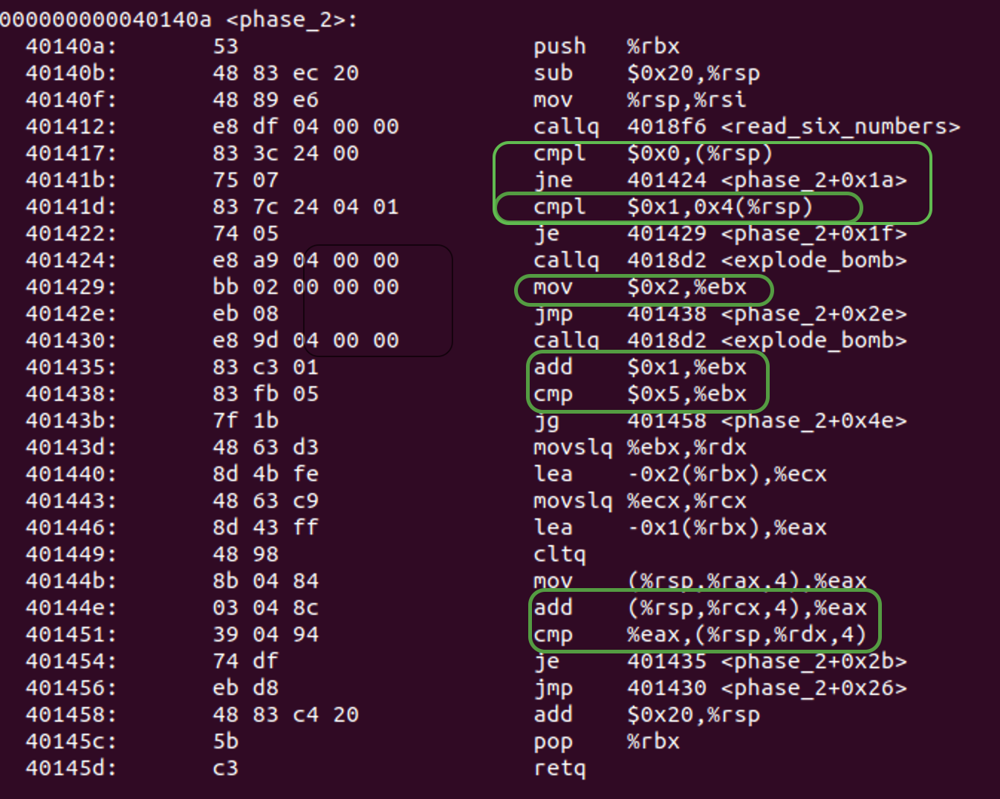 000000000040140a <phase_2>:
40140a: 53 push %rbx
40140b: 48 83 ec 20 sub $0x20,%rsp
40140f: 48 89 e6 mov %rsp,%rsi
401412: e8 df 04 00 00 callq 4018f6 <read_six_numbers>
401417: 83 3c 24 00 cmpl $0x0,(%rsp)
40141b: 75 07 jne 401424 <phase_2+0x1a>
40141d: 83 7c 24 04 01 cmpl $0x1,0x4(%rsp)
401422: 74 05 je 401429 <phase_2+0x1f>
401424: e8 a9 04 00 00 callq 4018d2 <explode_bomb>
401429: bb 02 00 00 00 mov $0x2,%ebx
40142e: eb 08 jmp 401438 <phase_2+0x2e>
401430: e8 9d 04 00 00 callq 4018d2 <explode_bomb>
401435: 83 c3 01 add $0x1,%ebx
401438: 83 fb 05 cmp $0x5,%ebx
40143b: 7f 1b jg 401458 <phase_2+0x4e>
40143d: 48 63 d3 movslq %ebx,%rdx
401440: 8d 4b fe lea -0x2(%rbx),%ecx
401443: 48 63 c9 movslq %ecx,%rcx
401446: 8d 43 ff lea -0x1(%rbx),%eax
401449: 48 98 cltq
40144b: 8b 04 84 mov (%rsp,%rax,4),%eax
40144e: 03 04 8c add (%rsp,%rcx,4),%eax
401451: 39 04 94 cmp %eax,(%rsp,%rdx,4)
401454: 74 df je 401435 <phase_2+0x2b>
401456: eb d8 jmp 401430 <phase_2+0x26>
401458: 48 83 c4 20 add $0x20,%rsp
40145c: 5b pop %rbx
40145d: c3 retq